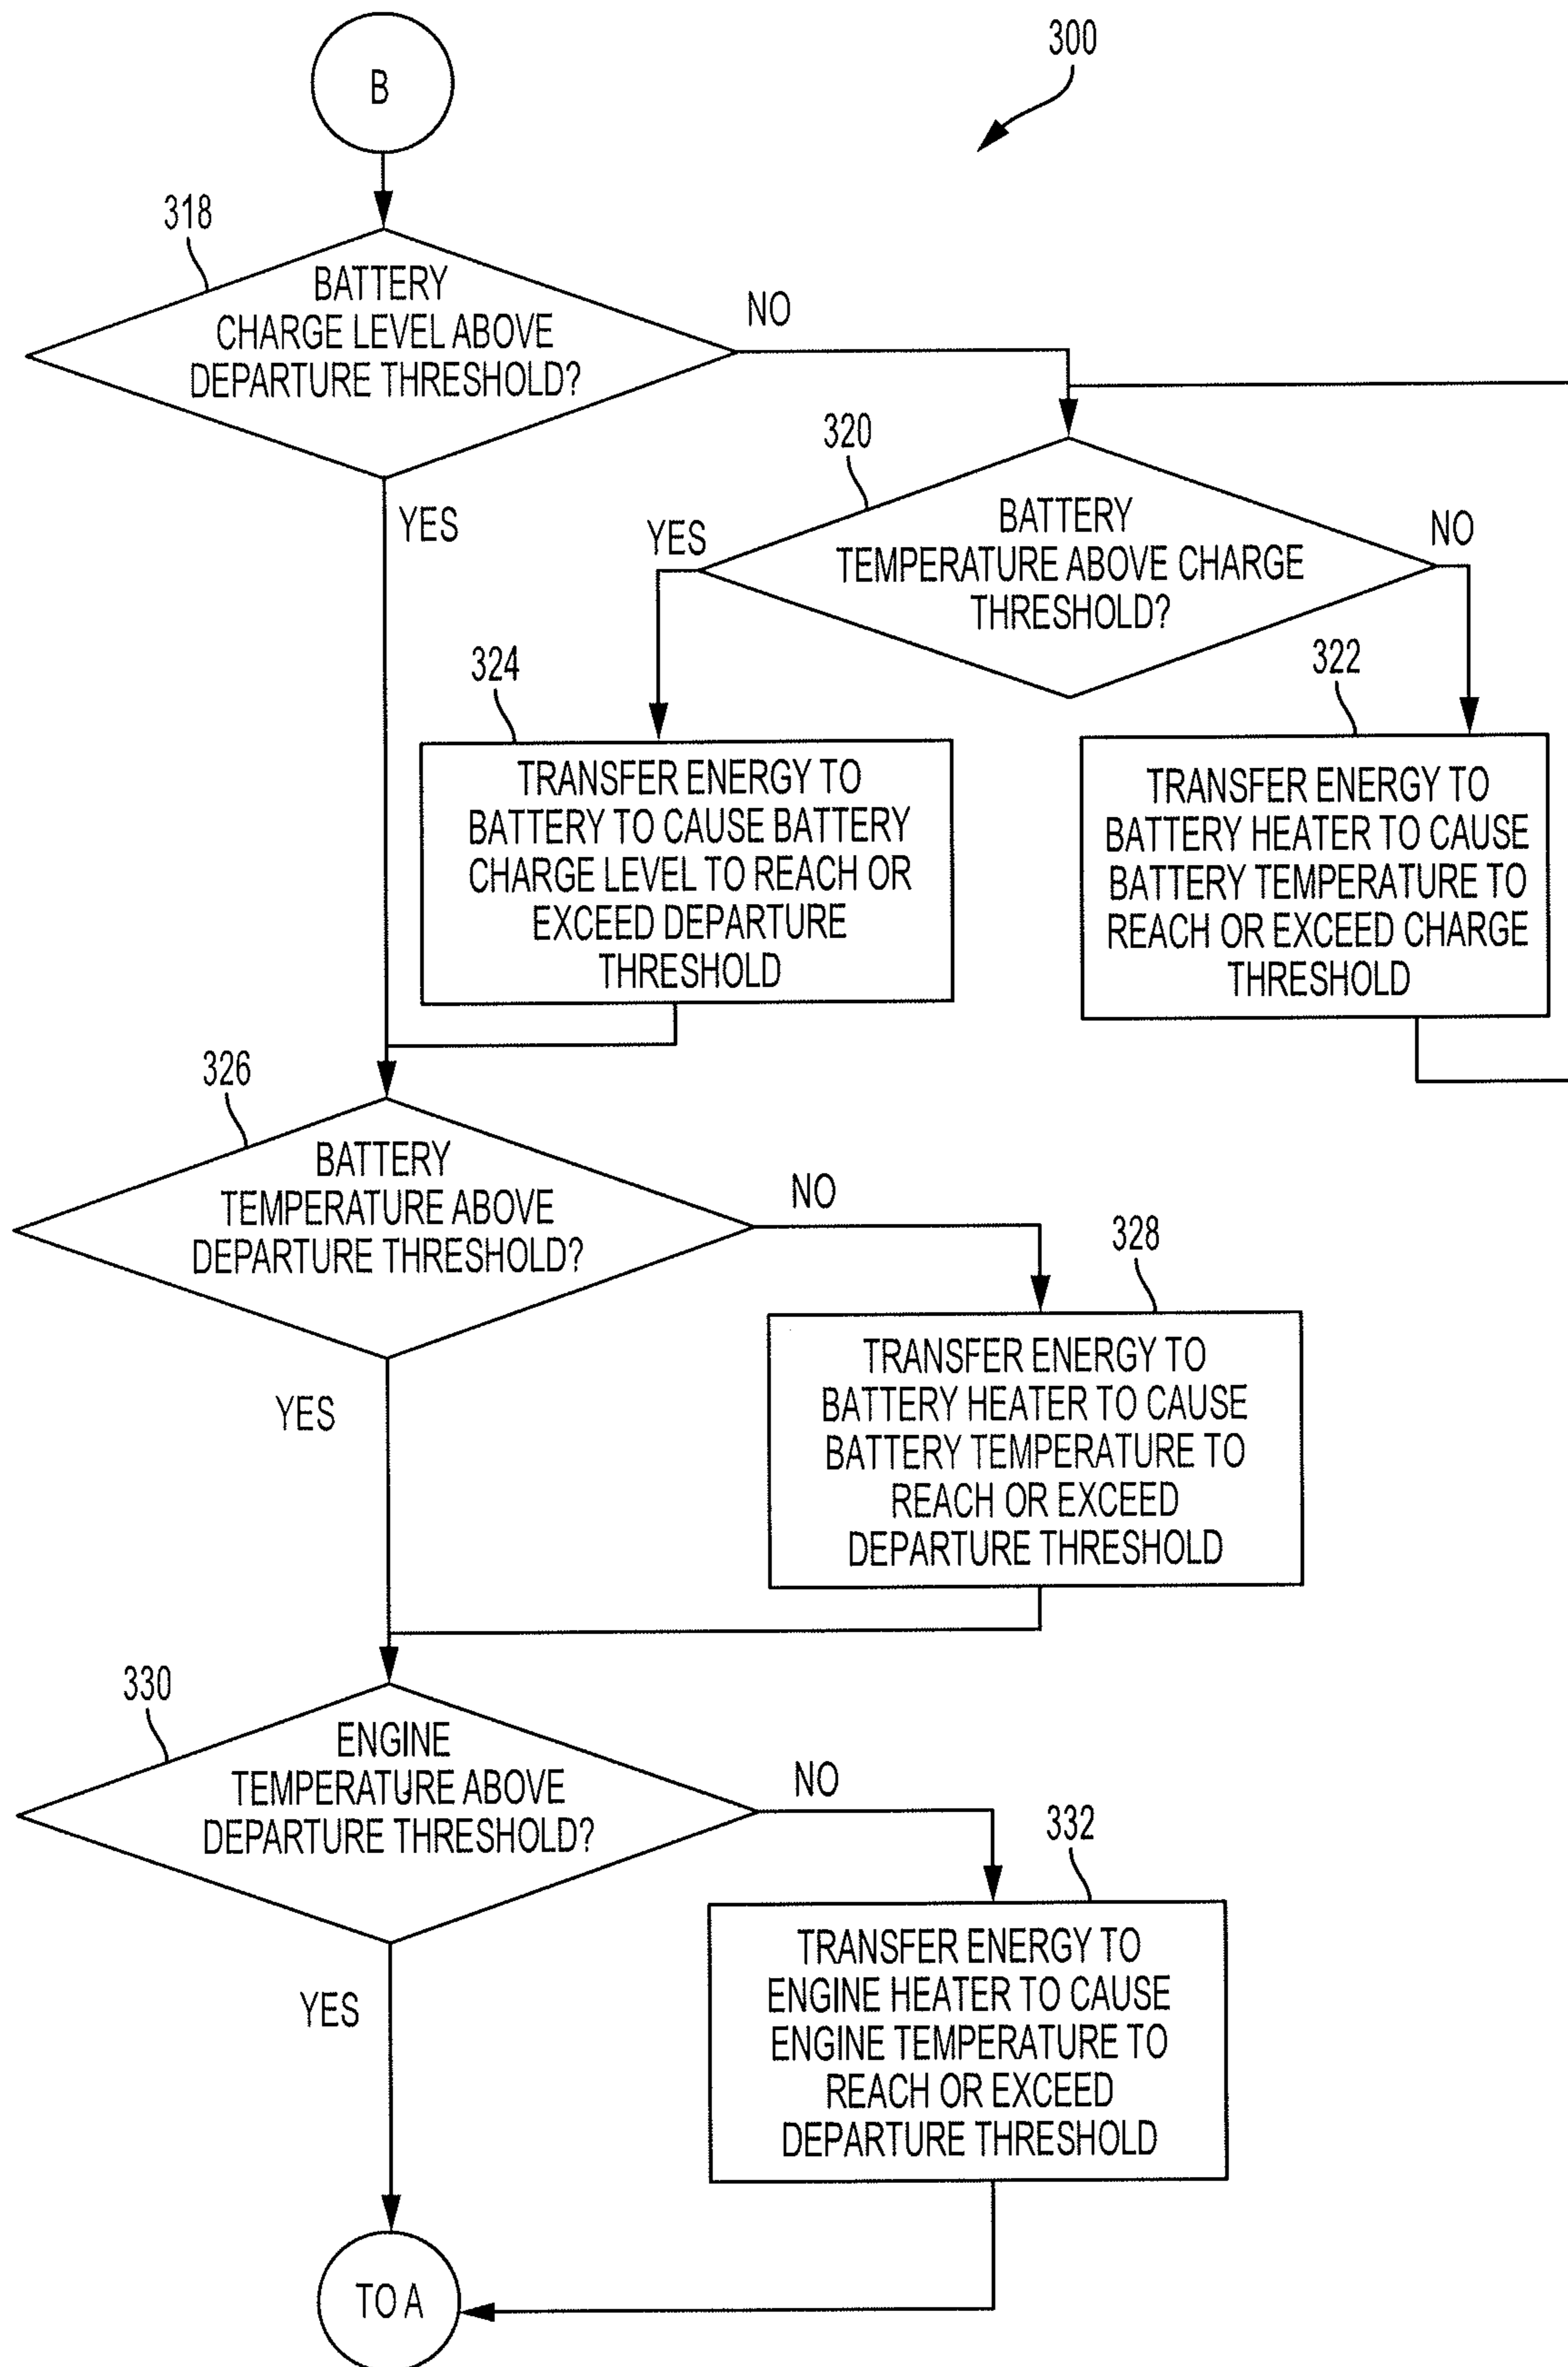 B
300
318
BATTERY
CHARGE LEVEL ABOVE
DEPARTURE THRESHOLD?
NO
YES
320
BATTERY
TEMPERATURE ABOVE CHARGE
THRESHOLD?
YES
NO
324
TRANSFER ENERGY TO
BATTERY TO CAUSE BATTERY
CHARGE LEVEL TO REACH OR
EXCEED DEPARTURE
THRESHOLD
322
TRANSFER ENERGY TO
BATTERY HEATER TO CAUSE
BATTERY TEMPERATURE TO
REACH OR EXCEED CHARGE
THRESHOLD
326
BATTERY
TEMPERATURE ABOVE
DEPARTURE THRESHOLD?
NO
YES
328
TRANSFER ENERGY TO
BATTERY HEATER TO CAUSE
BATTERY TEMPERATURE TO
REACH OR EXCEED
DEPARTURE THRESHOLD
330
ENGINE
TEMPERATURE ABOVE
DEPARTURE THRESHOLD?
NO
YES
332
TRANSFER ENERGY TO
ENGINE HEATER TO CAUSE
ENGINE TEMPERATURE TO
REACH OR EXCEED
DEPARTURE THRESHOLD
TO A